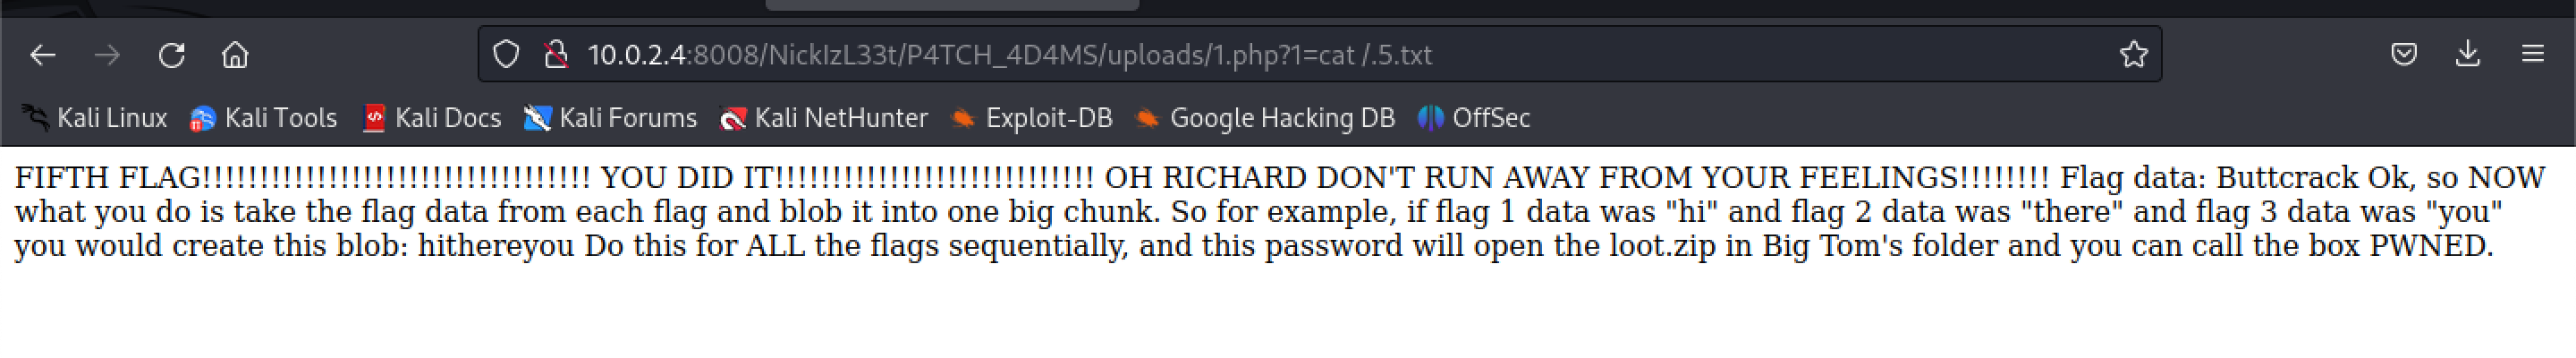 10.0.2.4:8008/NickIzL33t/P4TCH_4D4MS/uploads/1.php?1=cat /.5.txt
Kali Linux Kali Tools Kali Docs Kali Forums Kali NetHunter Exploit-DB Google Hacking DB OffSec
FIFTH FLAG!!!!!!!!!!!!!!!!!!!!!!!!!!!!!!!!!! YOU DID IT!!!!!!!!!!!!!!!!!!!!!!!!!!!! OH RICHARD DON'T RUN AWAY FROM YOUR FEELINGS!!!!!!!! Flag data: Buttcrack Ok, so NOW
what you do is take the flag data from each flag and blob it into one big chunk. So for example, if flag 1 data was "hi" and flag 2 data was "there" and flag 3 data was "you"
you would create this blob: hithereyou Do this for ALL the flags sequentially, and this password will open the loot.zip in Big Tom's folder and you can call the box PWNED.